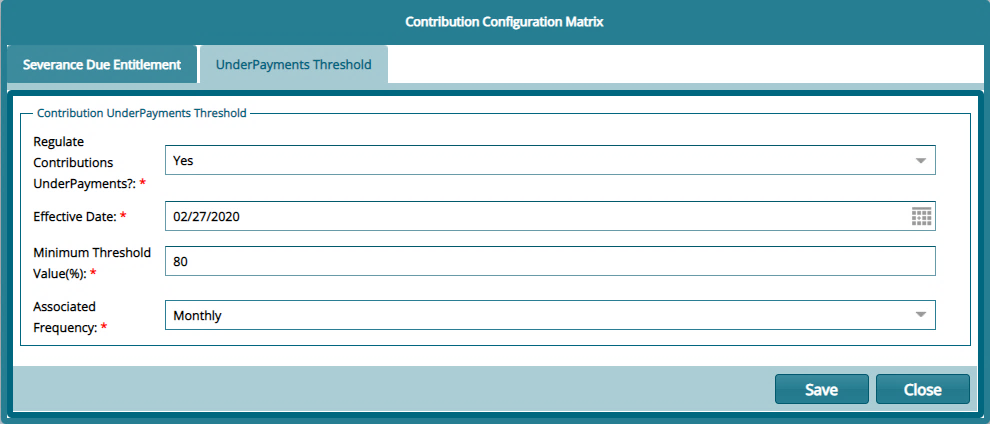 Contribution Configuration Matrix
Severance Due Entitlement
UnderPayments Threshold
Contribution UnderPayments Threshold
Regulate
Contributions
UnderPayments?: *
Yes
Effective Date: *
02/27/2020
Minimum Threshold
Value(%): *
80
Associated
Frequency: *
Monthly
Save
Close